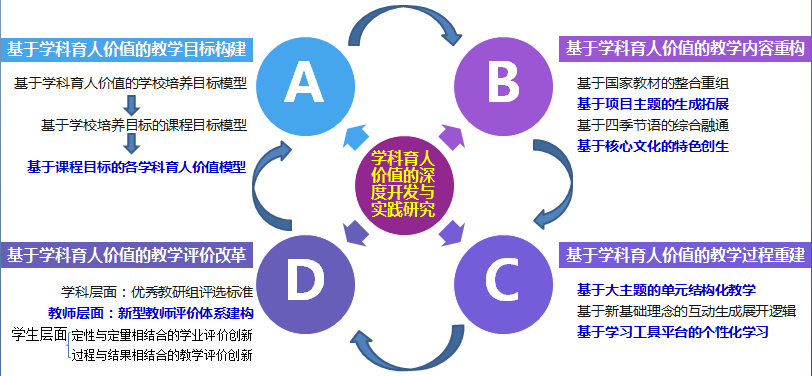 基于学科育人价值的教学目标构建
基于学科育人价值的学校培养目标模型
基于学校培养目标的课程目标模型
基于课程目标的各学科育人价值模型
A
B
基于学科育人价值的教学内容重构
基于国家教材的整合重组
基于项目主题的生成拓展
基于四季节语的综合融通
基于核心文化的特色创生
学科育人
价值的深
度开发与
实践研究
基于学科育人价值的教学评价改革
学科层面：优秀教研组评选标准
教师层面：新型教师评价体系建构
学生层面
定性与定量相结合的学业评价创新
过程与结果相结合的教学评价创新
D
C
基于学科育人价值的教学过程重建
基于大主题的单元结构化教学
基于新基础理念的互动生成展开逻辑
基于学习工具平台的个性化学习